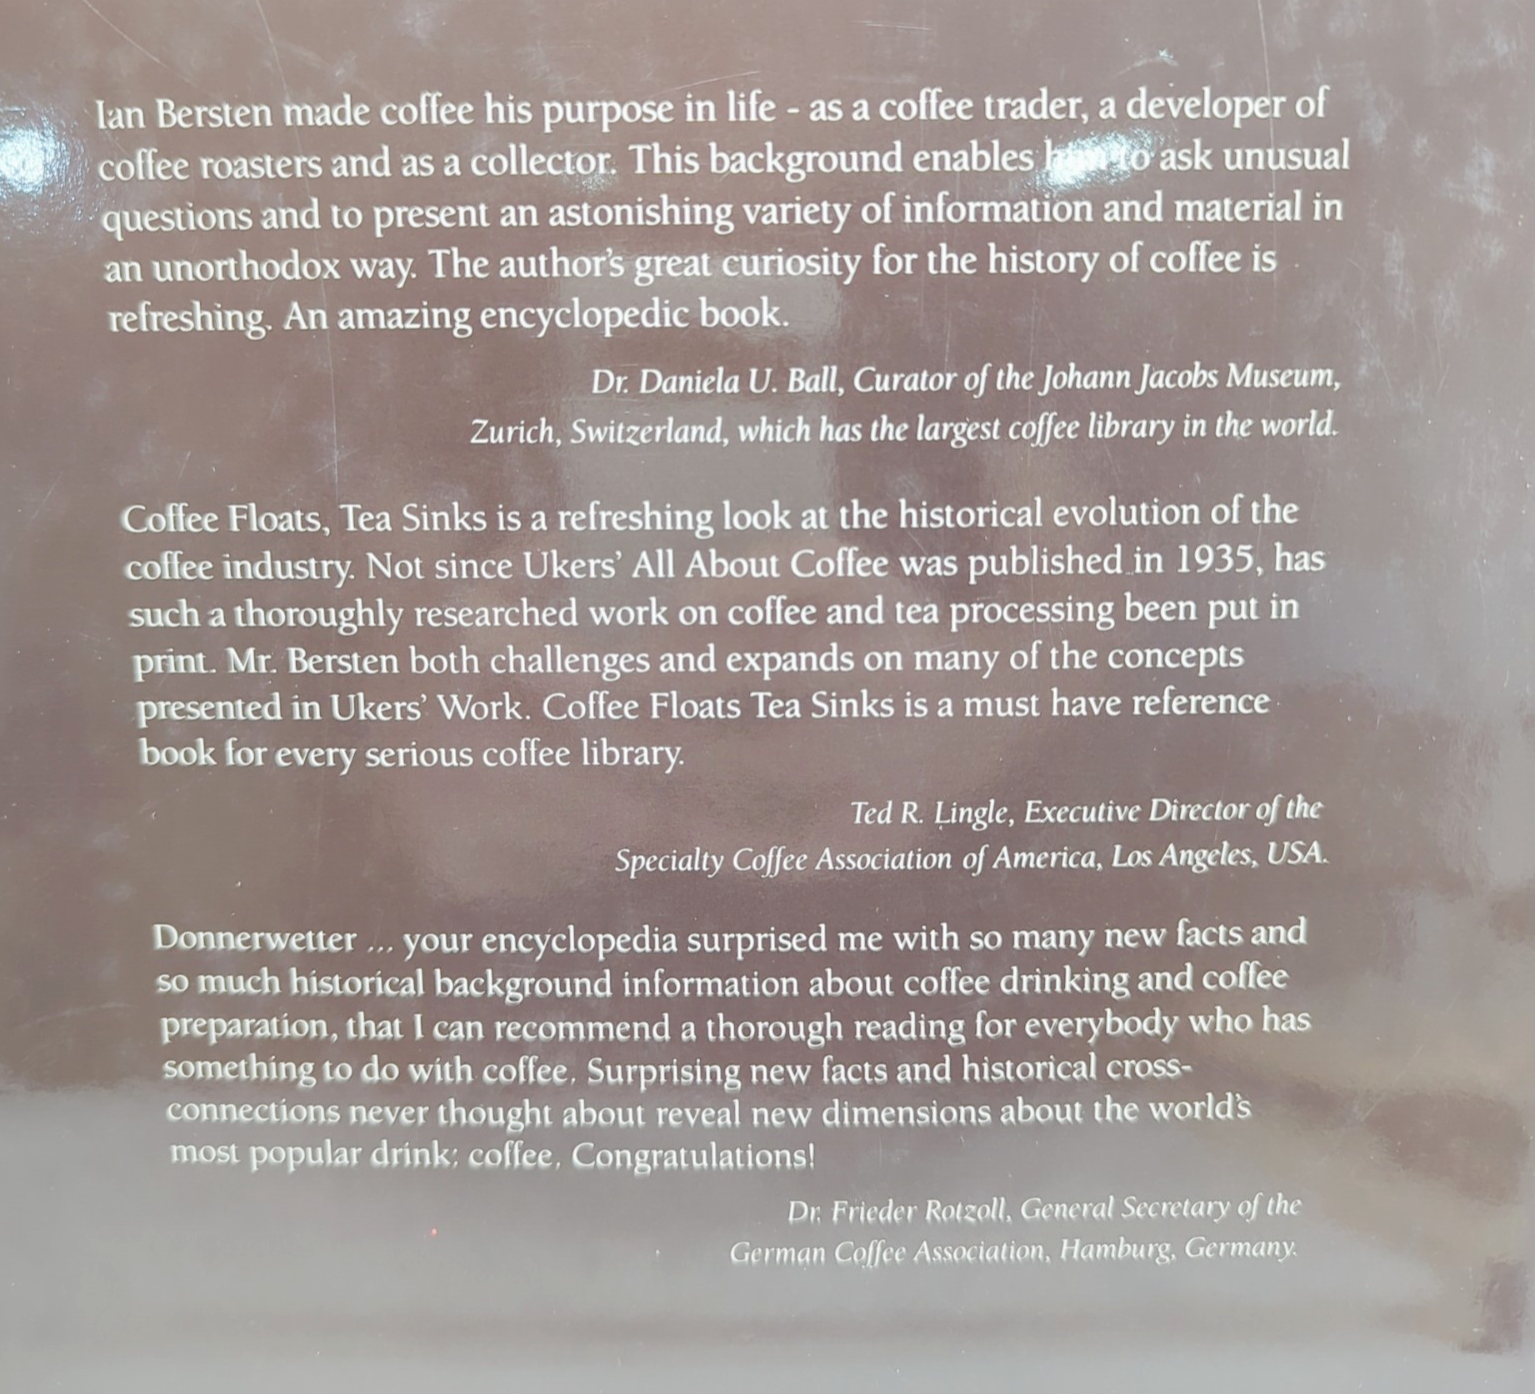 Ian Bersten made coffee his purpose in life - as a coffee trader, a developer of
coffee roasters and as a collector. This background enables him to ask unusual
questions and to present an astonishing variety of information and material in
an unorthodox way. The author's great curiosity for the history of coffee is
refreshing. An amazing encyclopedic book.
Dr. Daniela U. Ball, Curator of the Johann Jacobs Museum,
Zurich, Switzerland, which has the largest coffee library in the world.
Coffee Floats, Tea Sinks is a refreshing look at the historical evolution of the
coffee industry. Not since Ukers' All About Coffee was published in 1935, has
such a thoroughly researched work on coffee and tea processing been put in
print. Mr. Bersten both challenges and expands on many of the concepts
presented in Ukers' Work. Coffee Floats Tea Sinks is a must have reference
book for every serious coffee library.
Ted R. Lingle, Executive Director of the
Specialty Coffee Association of America, Los Angeles, USA.
Donnerwetter ... your encyclopedia surprised me with so many new facts and
so much historical background information about coffee drinking and coffee
preparation, that I can recommend a thorough reading for everybody who has
something to do with coffee. Surprising new facts and historical cross-
connections never thought about reveal new dimensions about the world's
most popular drink: coffee. Congratulations!
Dr. Frieder Rotzoll, General Secretary of the
German Coffee Association, Hamburg, Germany.